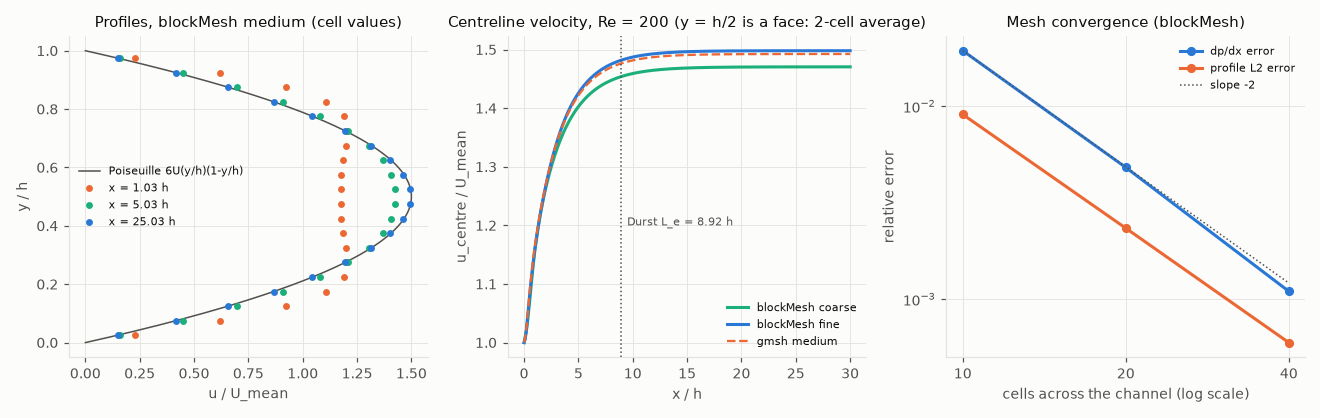 Profiles, blockMesh medium (cell values)
1.0
0.8
0.6
0.4
0.2
0.0
y / h
Poiseuille 6U(y/h)(1-y/h)
x = 1.03 h
x = 5.03 h
x = 25.03 h
0.00
0.25
0.50
0.75
1.00
1.25
1.50
u / U_mean
Centreline velocity, Re = 200 (y = h/2 is a face: 2-cell average)
1.5
1.4
1.3
1.2
1.1
1.0
u_centre / U_mean
Durst L_e = 8.92 h
blockMesh coarse
blockMesh fine
gmsh medium
0
5
10
15
20
25
30
x / h
Mesh convergence (blockMesh)
dp/dx error
profile L2 error
slope -2
10⁻²
10⁻³
relative error
10
20
40
cells across the channel (log scale)